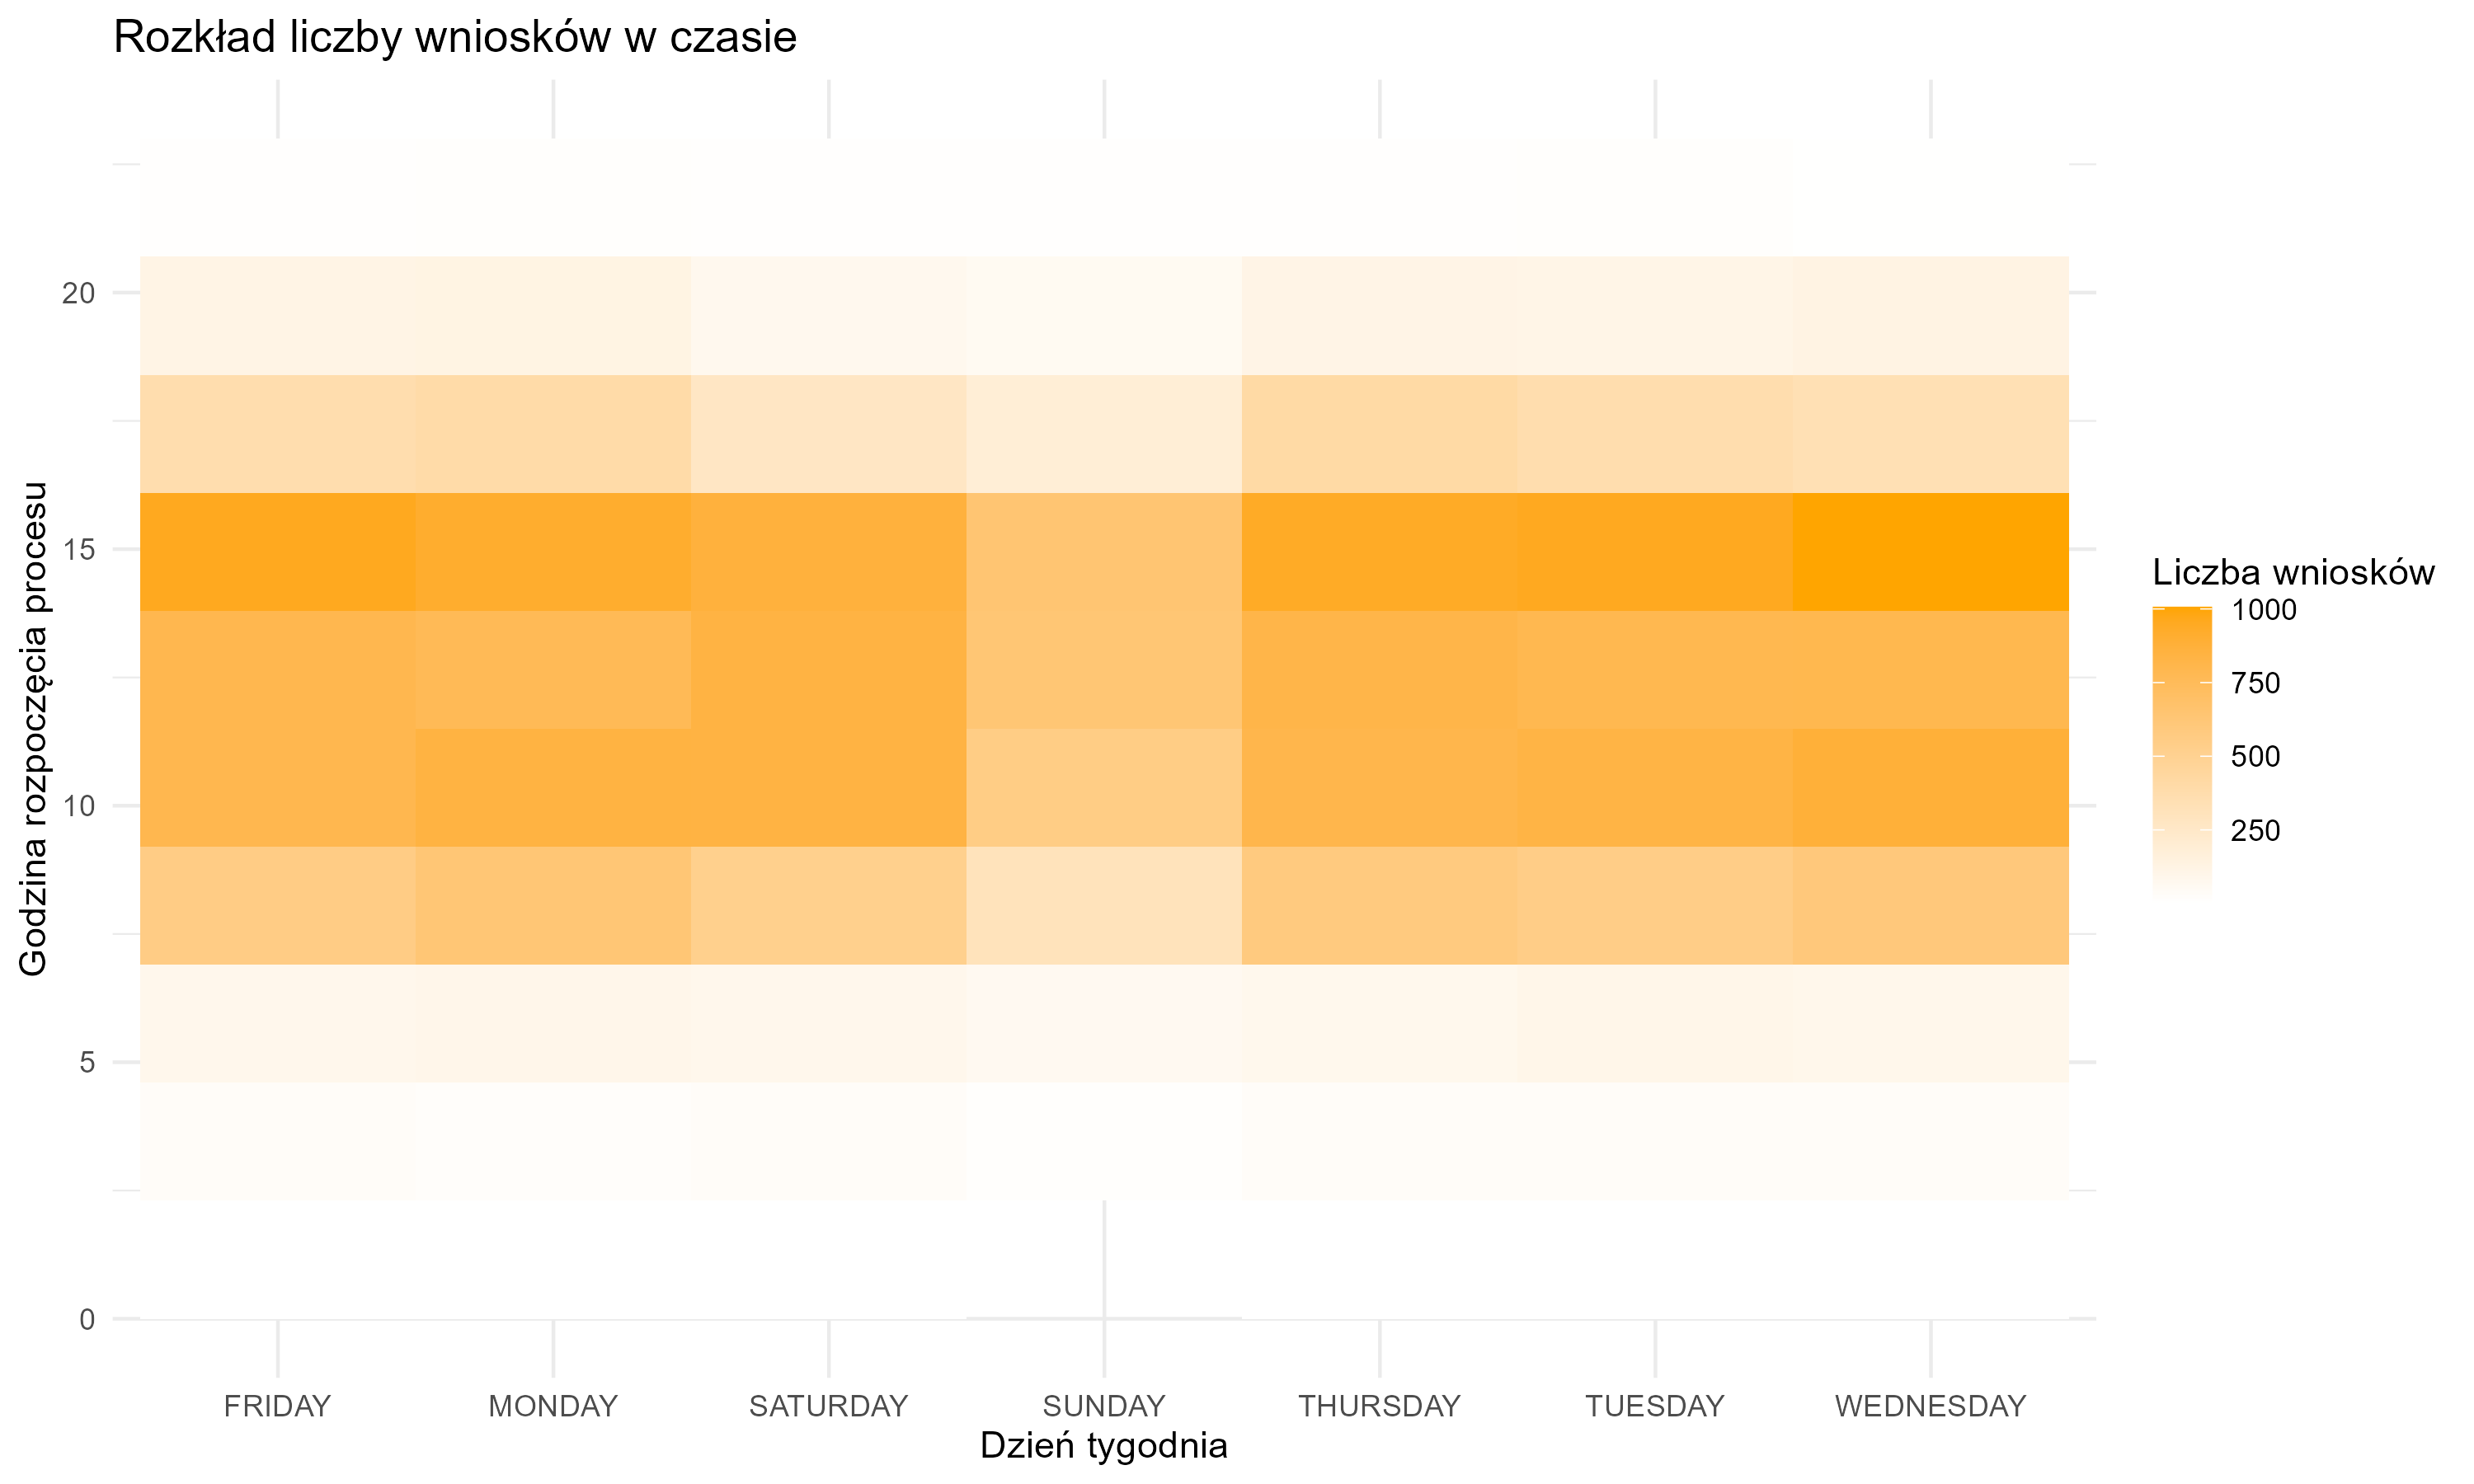 Rozkład liczby wniosków w czasie
Godzina rozpoczęcia procesu
20
15
10
5
0
FRIDAY MONDAY SATURDAY SUNDAY THURSDAY TUESDAY WEDNESDAY
Dzień tygodnia
Liczba wniosków
1000
750
500
250